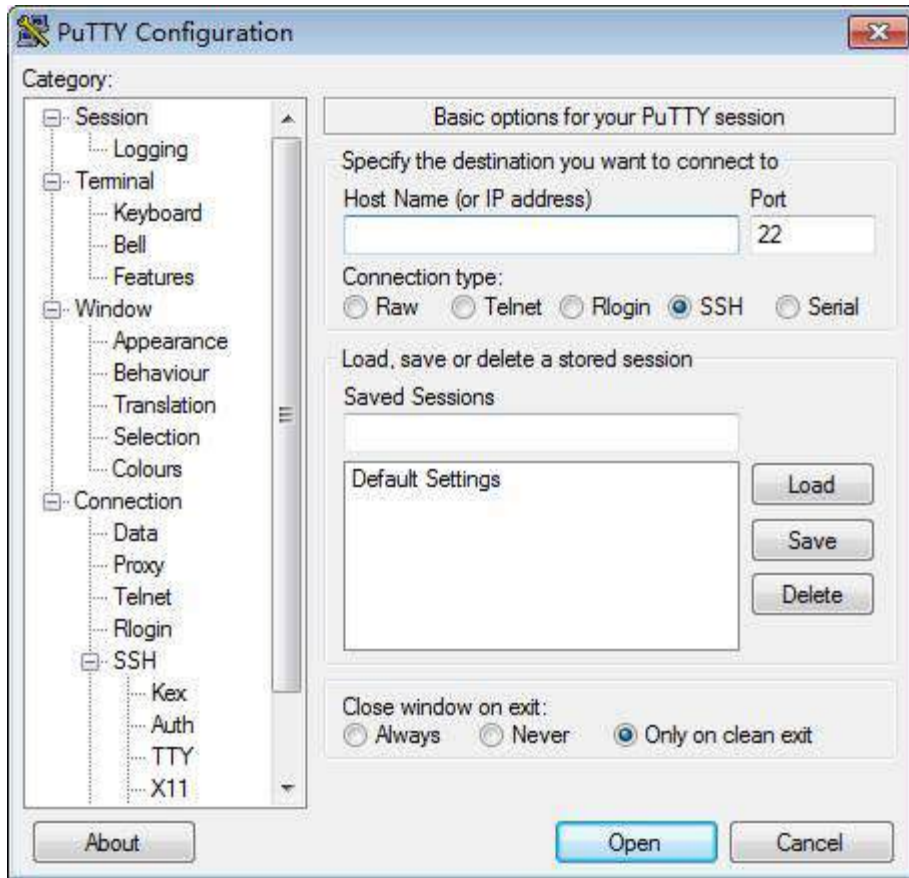 PuTTY Configuration
Category:
Session
Logging
Terminal
Keyboard
Bell
Features
Window
Appearance
Behaviour
Translation
Selection
Colours
Connection
Data
Proxy
Telnet
Rlogin
SSH
Kex
Auth
TTY
X11
Basic options for your PuTTY session
Specify the destination you want to connect to
Host Name (or IP address) Port
22
Connection type:
Raw Telnet Rlogin SSH Serial
Load, save or delete a stored session
Saved Sessions
Default Settings
Load
Save
Delete
Close window on exit:
Always Never Only on clean exit
About Open Cancel